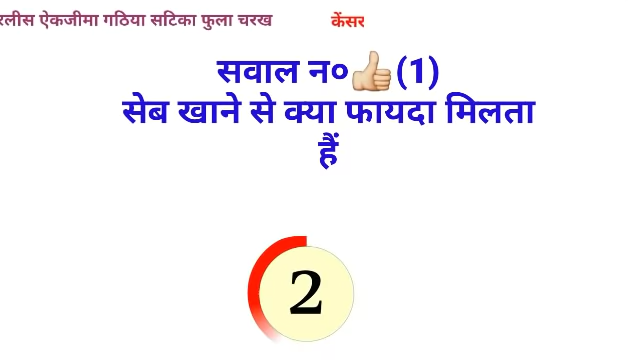 रलीस ऐकजीमा गठिया सटिका फुला चरख केंसर
सवाल न०👍(1)
सेब खाने से क्या फायदा मिलता
हैं
2